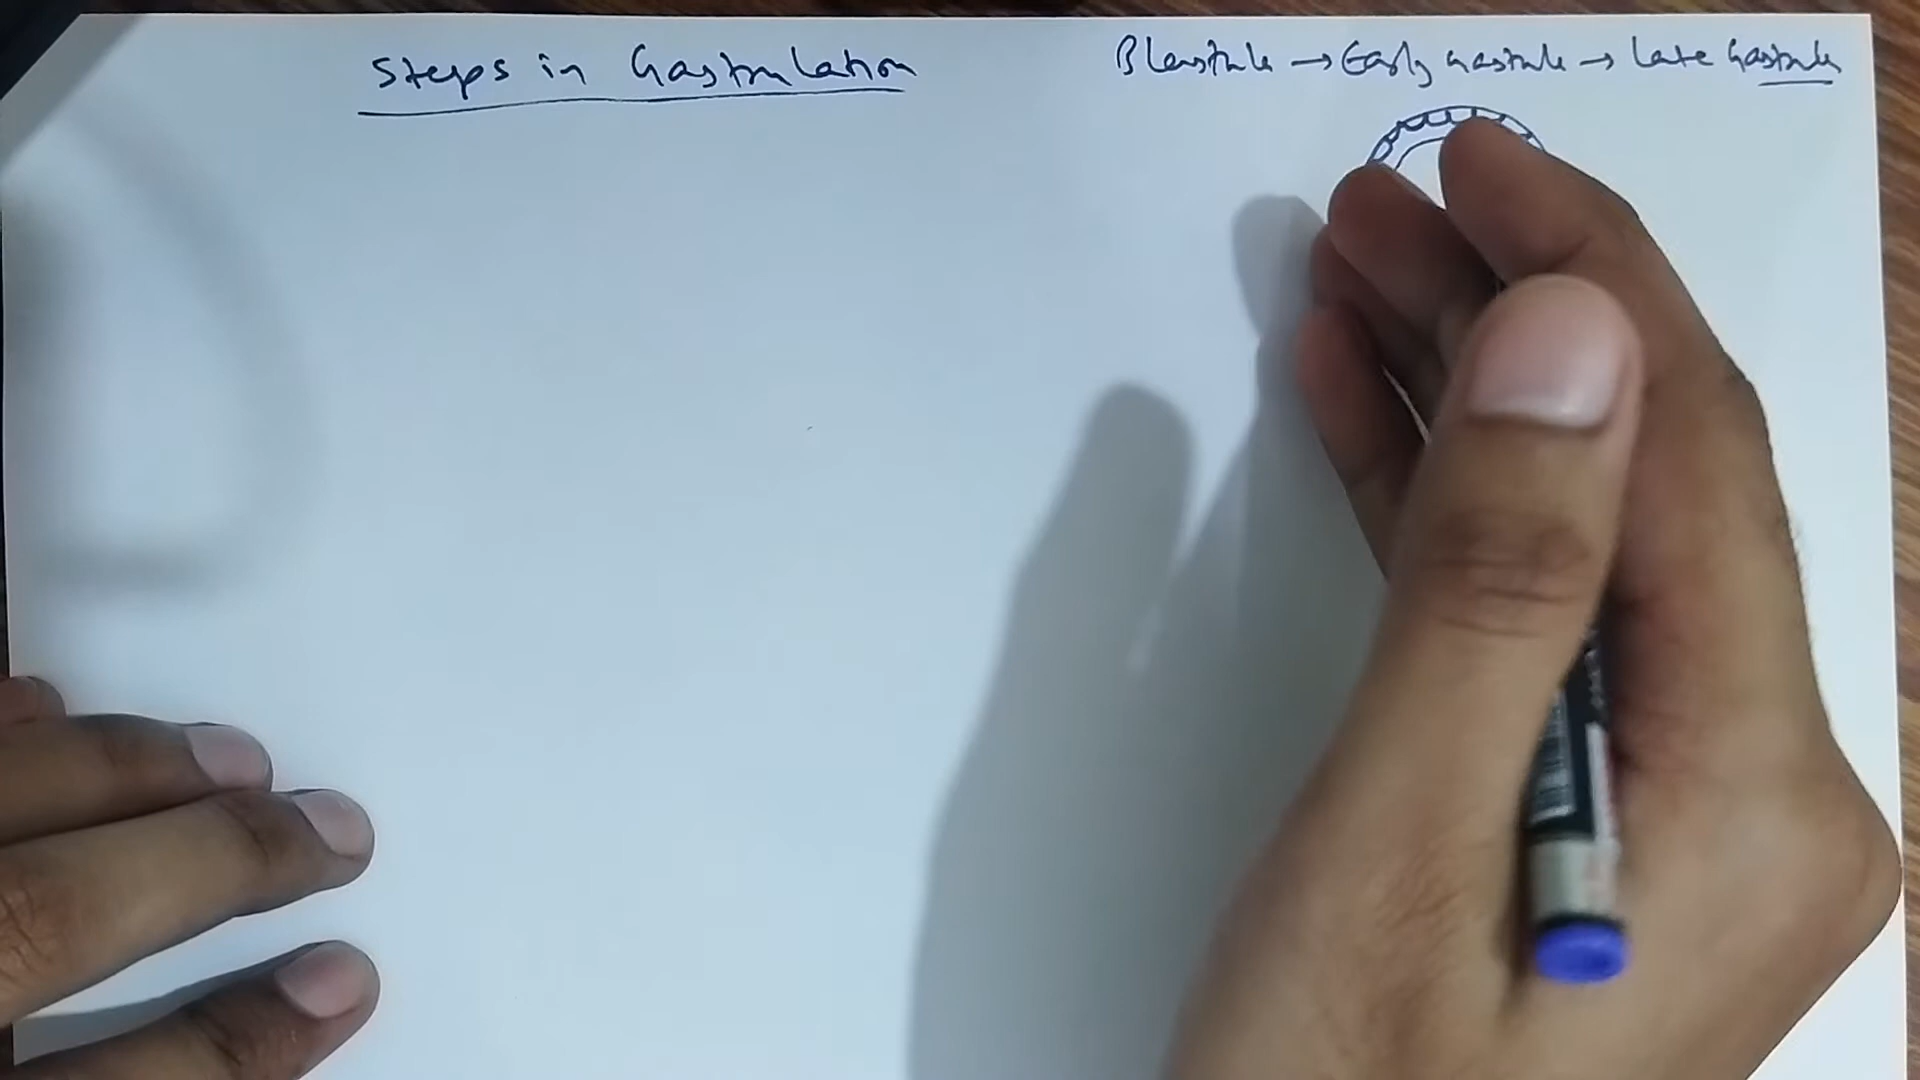 Steps in Gastrulation
Blastula → Early Gastrula → Late Gastrula